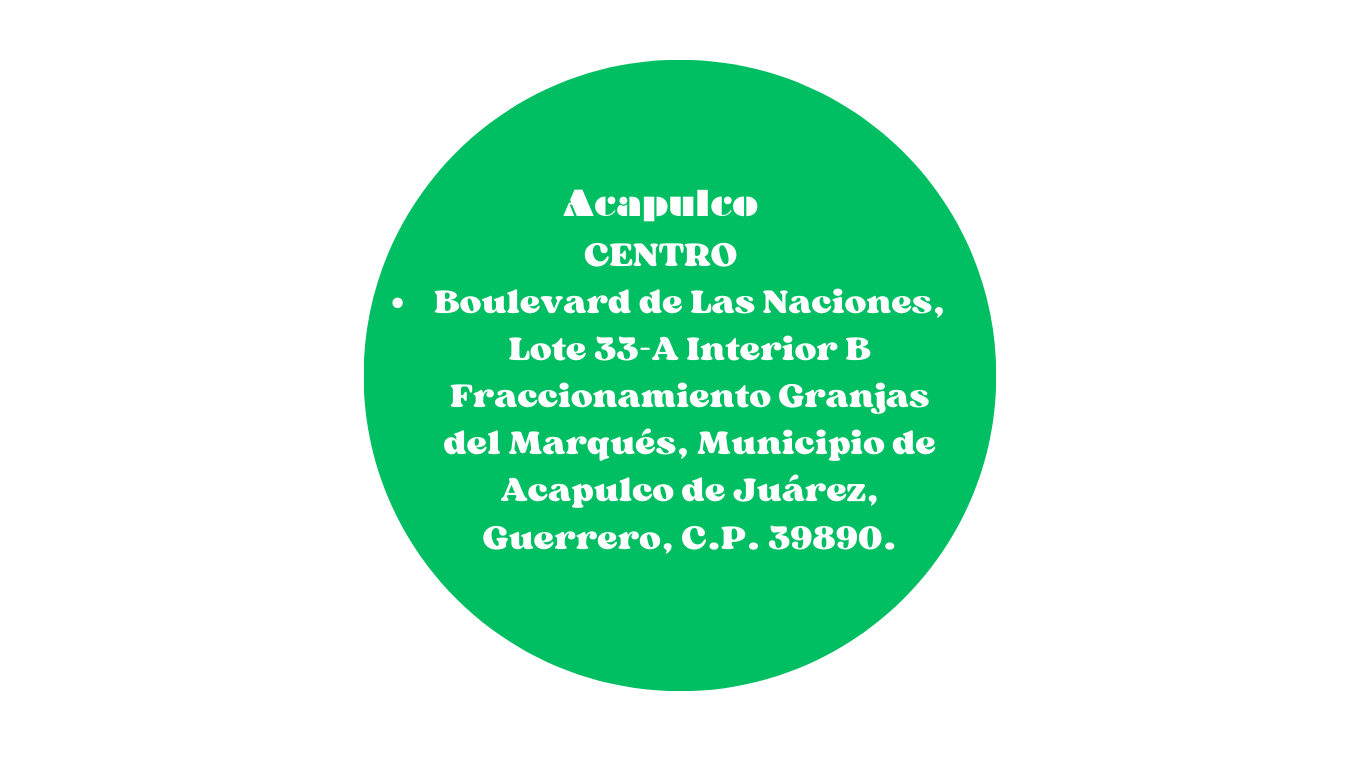 Acapulco
CENTRO
• Boulevard de Las Naciones,
Lote 33-A Interior B
Fraccionamiento Granjas
del Marqués, Municipio de
Acapulco de Juárez,
Guerrero, C.P. 39890.